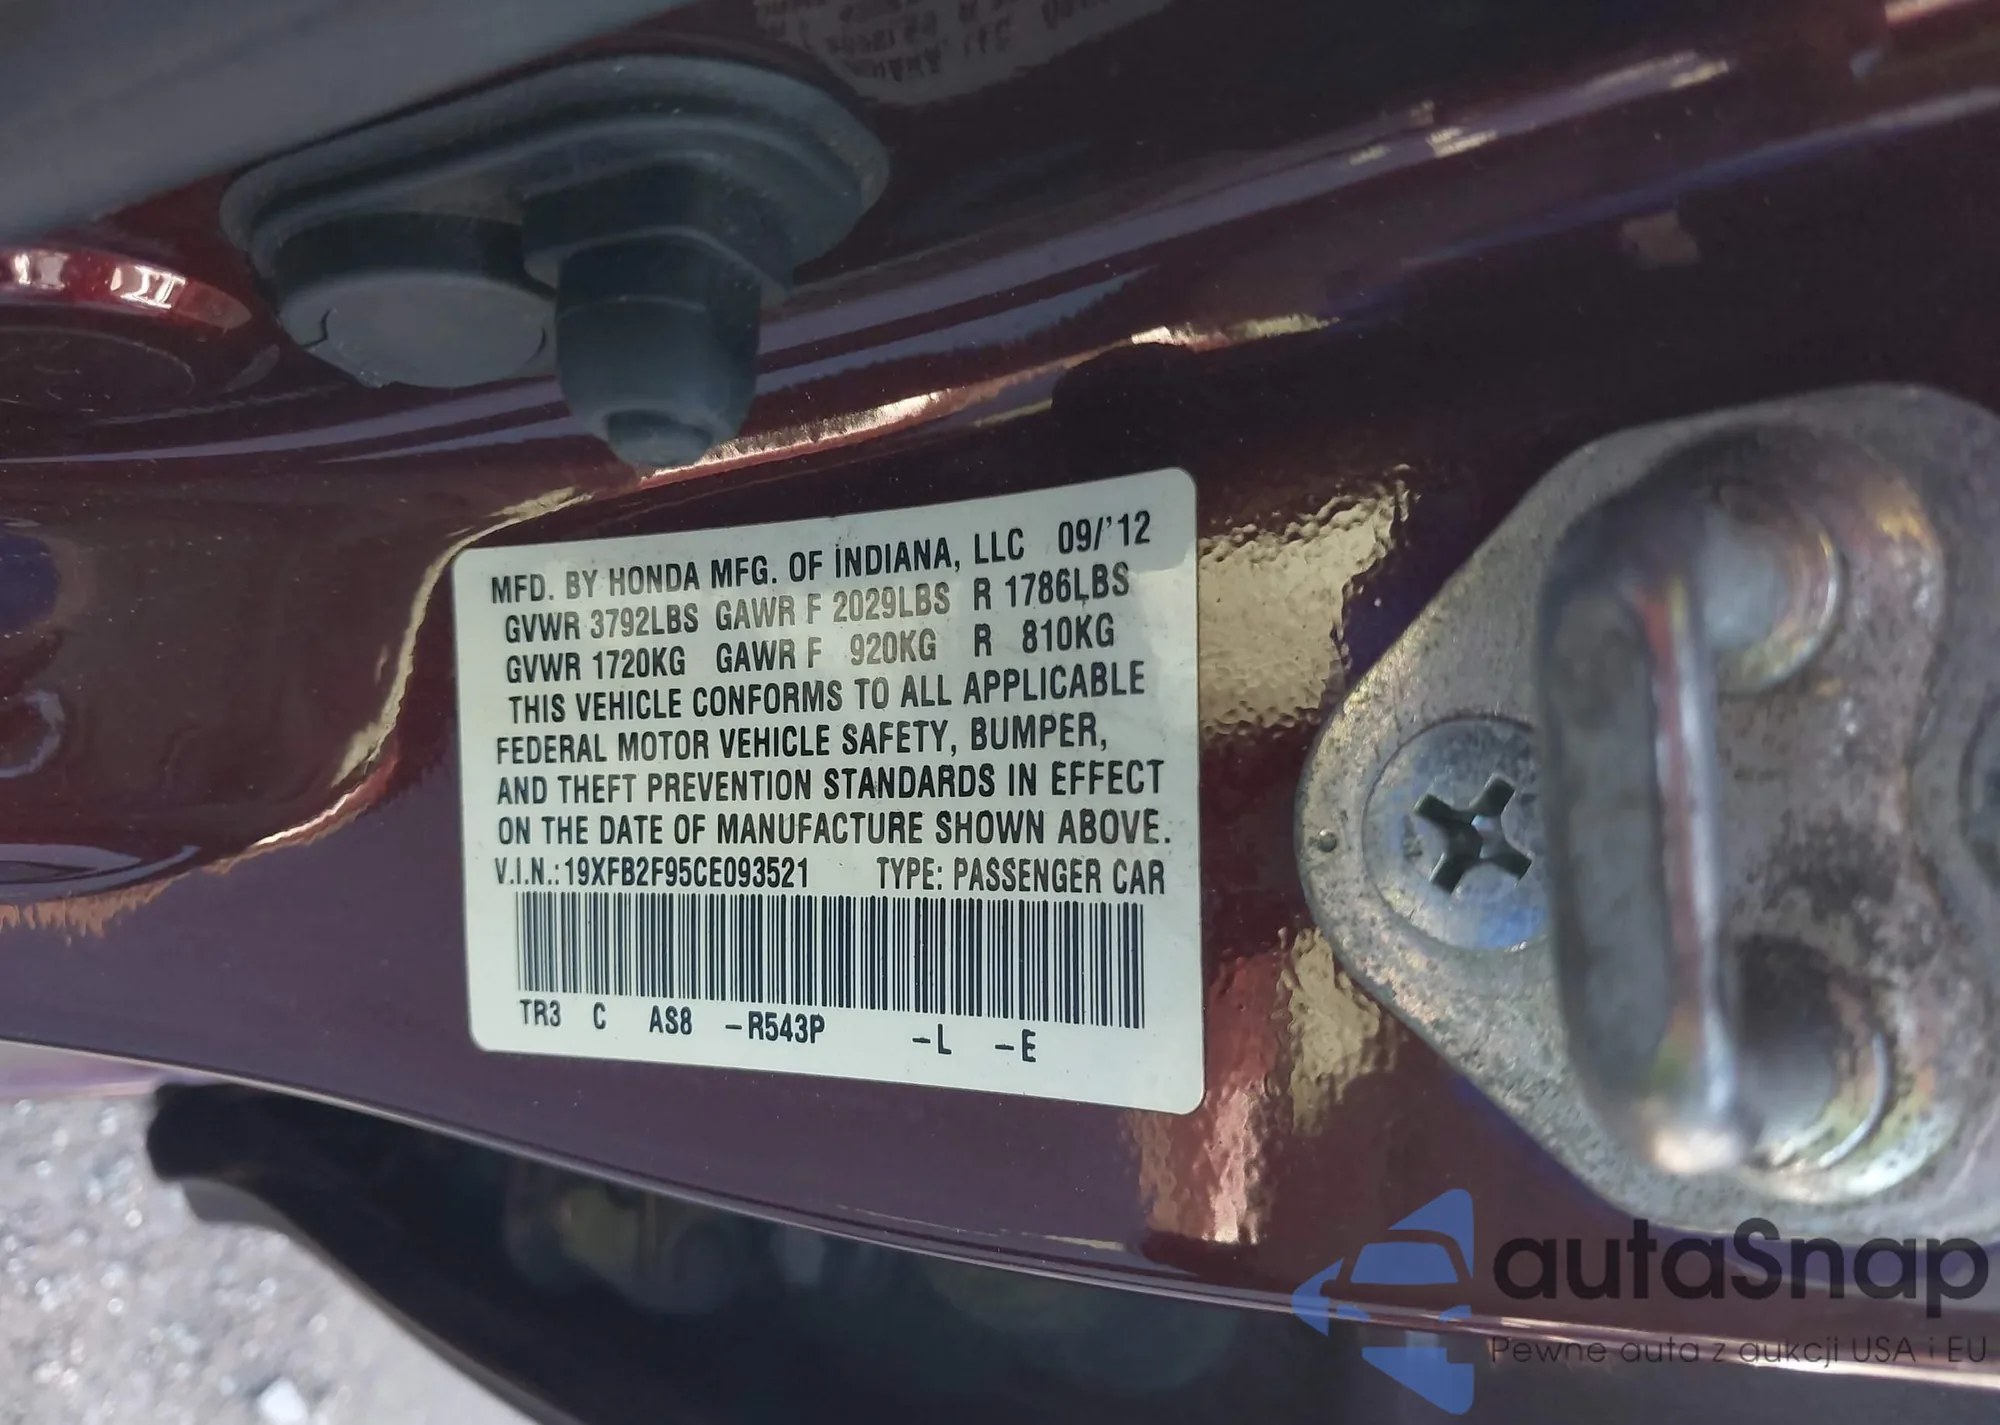 MFD. BY HONDA MFG. OF INDIANA, LLC 09/'12
GVWR 3792LBS GAWR F 2029LBS R 1786LBS
GVWR 1720KG GAWR F 920KG R 810KG
THIS VEHICLE CONFORMS TO ALL APPLICABLE
FEDERAL MOTOR VEHICLE SAFETY, BUMPER,
AND THEFT PREVENTION STANDARDS IN EFFECT
ON THE DATE OF MANUFACTURE SHOWN ABOVE.
V.I.N.: 19XFB2F95CE093521 TYPE: PASSENGER CAR
TR3 C AS8 -R543P -L -E
autaSnap
Pewne auta z aukcji USA i EU